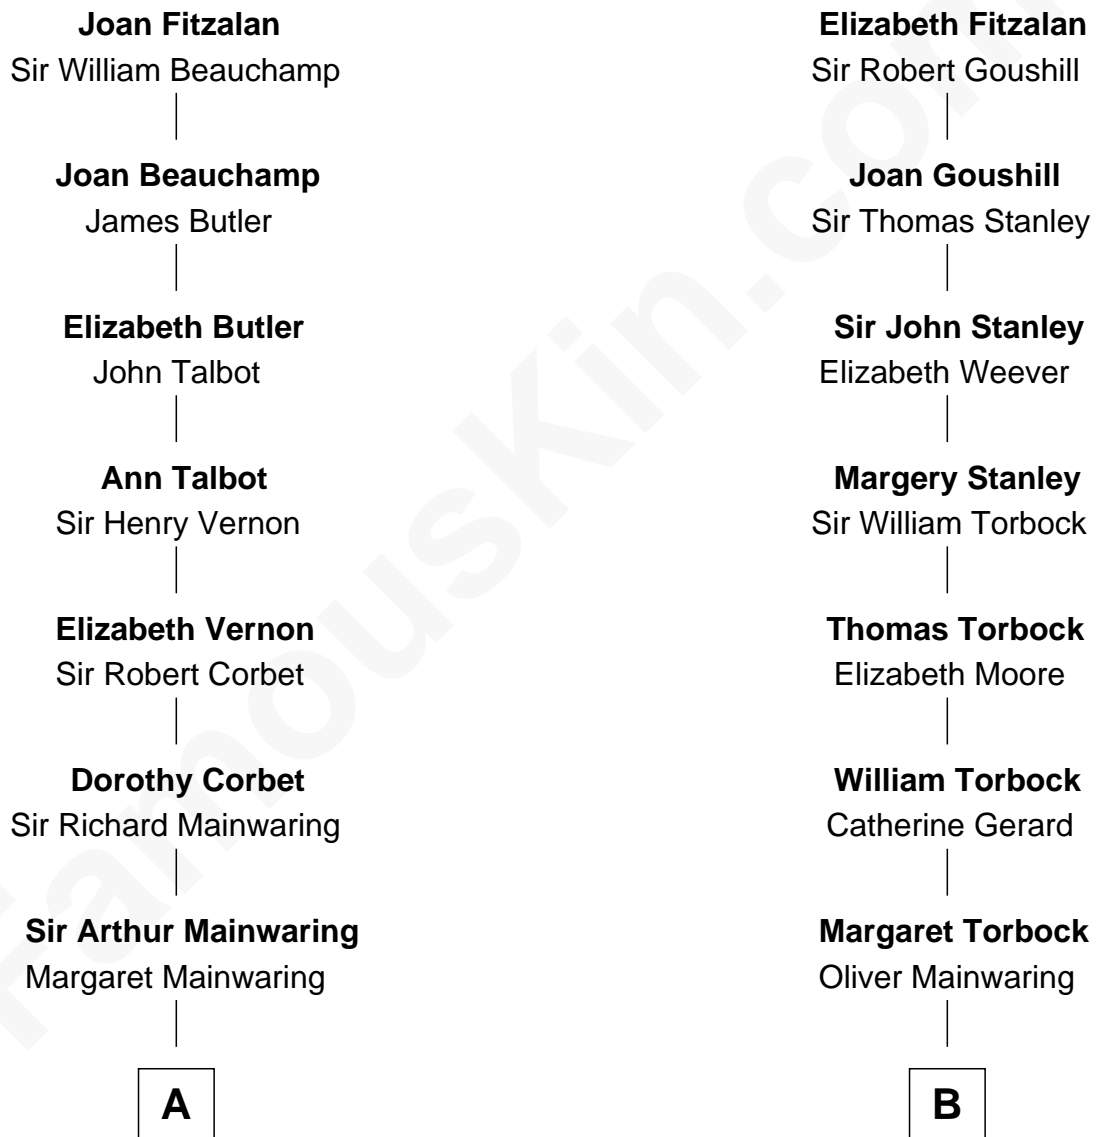 Joan Fitzalan
Sir William Beauchamp
Joan Beauchamp
James Butler
Elizabeth Butler
John Talbot
Ann Talbot
Sir Henry Vernon
Elizabeth Vernon
Sir Robert Corbet
Dorothy Corbet
Sir Richard Mainwaring
Sir Arthur Mainwaring
Margaret Mainwaring
A
Elizabeth Fitzalan
Sir Robert Goushill
Joan Goushill
Sir Thomas Stanley
Sir John Stanley
Elizabeth Weever
Margery Stanley
Sir William Torbock
Thomas Torbock
Elizabeth Moore
William Torbock
Catherine Gerard
Margaret Torbock
Oliver Mainwaring
B
FamousKin.com